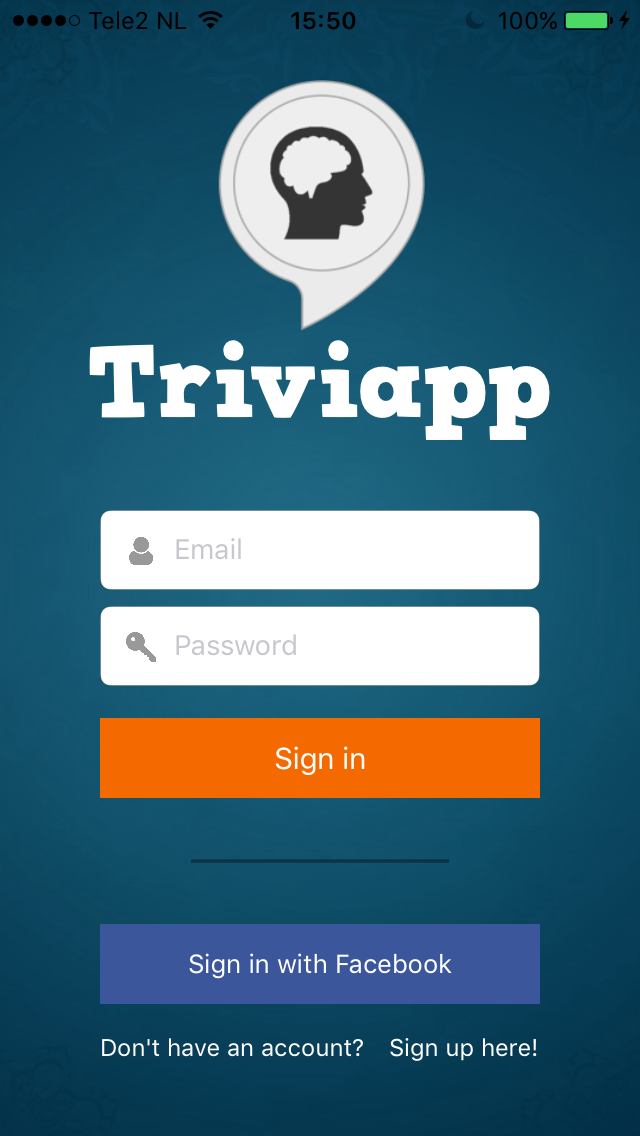 Tele2 NL 15:50 100%
Triviapp
Email
Password
Sign in
Sign in with Facebook
Don't have an account? Sign up here!